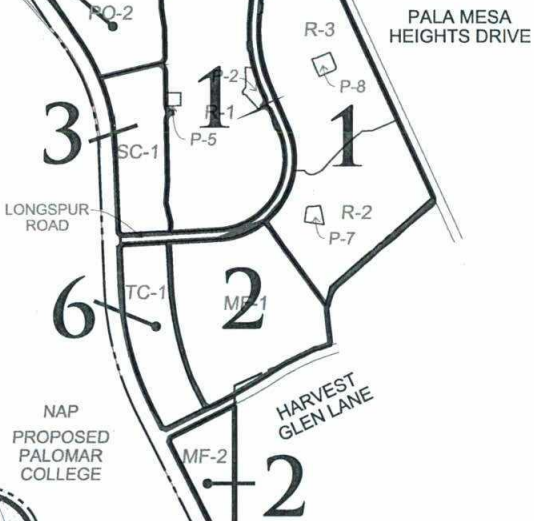 PO-2
R-3
PALA MESA
HEIGHTS DRIVE
P-2
P-8
1
R-1
3
P-5
1
SC-1
LONGSPUR
ROAD
R-2
P-7
TC-1
2
MF-1
6
HARVEST
GLEN LANE
NAP
PROPOSED
PALOMAR
COLLEGE
MF-2
2